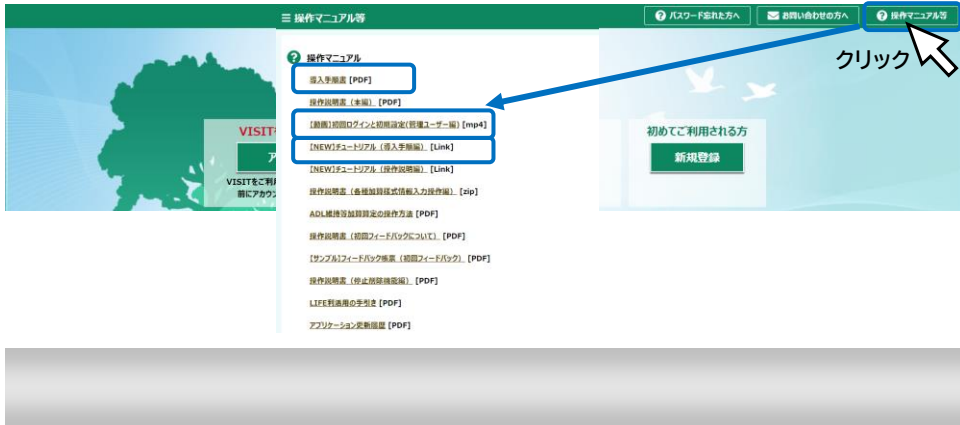 三 操作マニュアル等
パスワード忘れた方へ
お問い合わせの方へ
操作マニュアル等
クリック
操作マニュアル
導入手順書 [PDF]
操作説明書（本編） [PDF]
【動画】初回ログインと初期設定(管理ユーザー編) [mp4]
[NEW]チュートリアル（導入手順編） [Link]
[NEW]チュートリアル（操作説明編） [Link]
操作説明書（各種加算様式情報入力操作編） [zip]
ADL維持等加算算定の操作方法 [PDF]
操作説明書（初回フィードバックについて） [PDF]
[サンプル]フィードバック帳票（初回フィードバック） [PDF]
操作説明書（停止削除機能編） [PDF]
LIFE利活用の手引き [PDF]
アプリケーション更新履歴 [PDF]
VISIT
ア
VISITをご利
前にアカウン
初めてご利用される方
新規登録